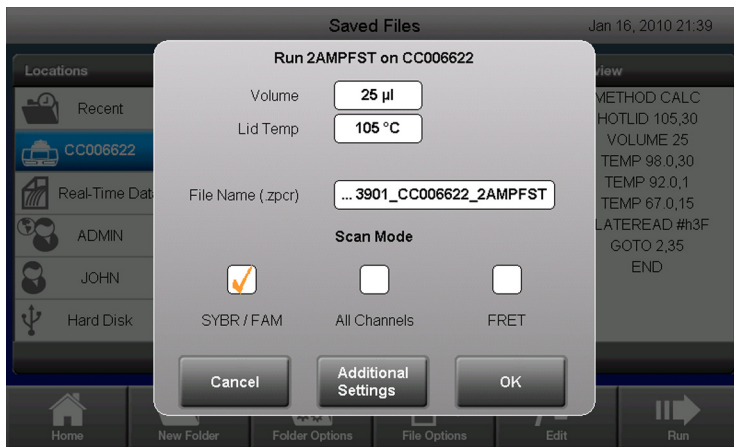 Saved Files
Jan 16, 2010 21:39
Locations
Recent
CC006622
Real-Time Dat
ADMIN
JOHN
Hard Disk
Run 2AMPFST on CC006622
Volume
25 µl
Lid Temp
105 °C
File Name (.zpcr)
... 3901_CC006622_2AMPFST
Scan Mode
SYBR / FAM
All Channels
FRET
Cancel
Additional
Settings
OK
view
METHOD CALC
HOTLID 105,30
VOLUME 25
TEMP 98.0,30
TEMP 92.0,1
TEMP 67.0,15
LATEREAD #h3F
GOTO 2,35
END
Home
New Folder
Folder Options
File Options
Edit
Run